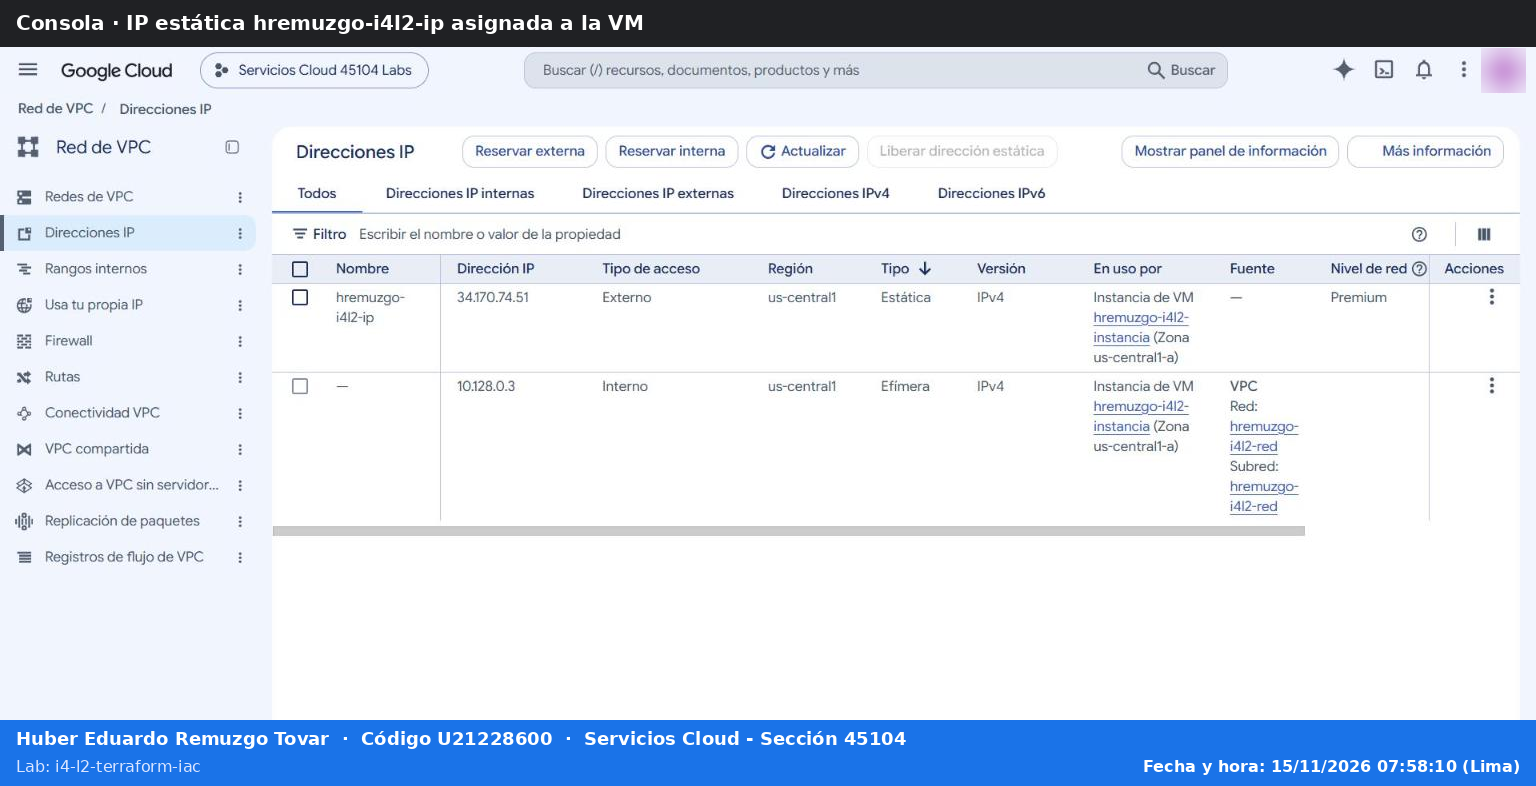 Consola · IP estática hremuzgo-i4l2-ip asignada a la VM
Google Cloud
Servicios Cloud 45104 Labs
Buscar (/) recursos, documentos, productos y más
Buscar
Red de VPC / Direcciones IP
Red de VPC
Redes de VPC
Direcciones IP
Rangos internos
Usa tu propia IP
Firewall
Rutas
Conectividad VPC
VPC compartida
Acceso a VPC sin servidor...
Replicación de paquetes
Registros de flujo de VPC
Direcciones IP
Reservar externa
Reservar interna
Actualizar
Liberar dirección estática
Mostrar panel de información
Más información
Todos
Direcciones IP internas
Direcciones IP externas
Direcciones IPv4
Direcciones IPv6
Filtro Escribir el nombre o valor de la propiedad
Nombre Dirección IP Tipo de acceso Región Tipo Versión En uso por Fuente Nivel de red Acciones
hremuzgo- 34.170.74.51 Externo us-central1 Estática IPv4 Instancia de VM — Premium
i4l2-ip hremuzgo-i4l2-
instancia (Zona
us-central1-a)
— 10.128.0.3 Interno us-central1 Efímera IPv4 Instancia de VM VPC
hremuzgo-i4l2- Red:
instancia (Zona hremuzgo-
us-central1-a) i4l2-red
Subred:
hremuzgo-
i4l2-red
Huber Eduardo Remuzgo Tovar · Código U21228600 · Servicios Cloud - Sección 45104
Lab: i4-l2-terraform-iac
Fecha y hora: 15/11/2026 07:58:10 (Lima)